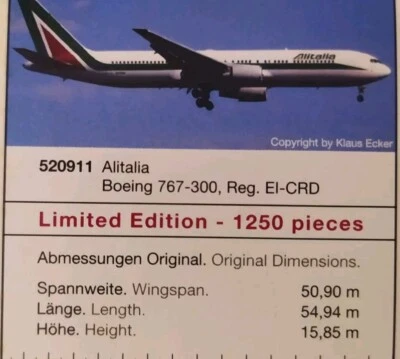 Alitalia
Copyright by Klaus Ecker
520911 Alitalia
Boeing 767-300, Reg. EI-CRD
Limited Edition - 1250 pieces
Abmessungen Original. Original Dimensions.
Spannweite. Wingspan. 50,90 m
Länge. Length. 54,94 m
Höhe. Height. 15,85 m